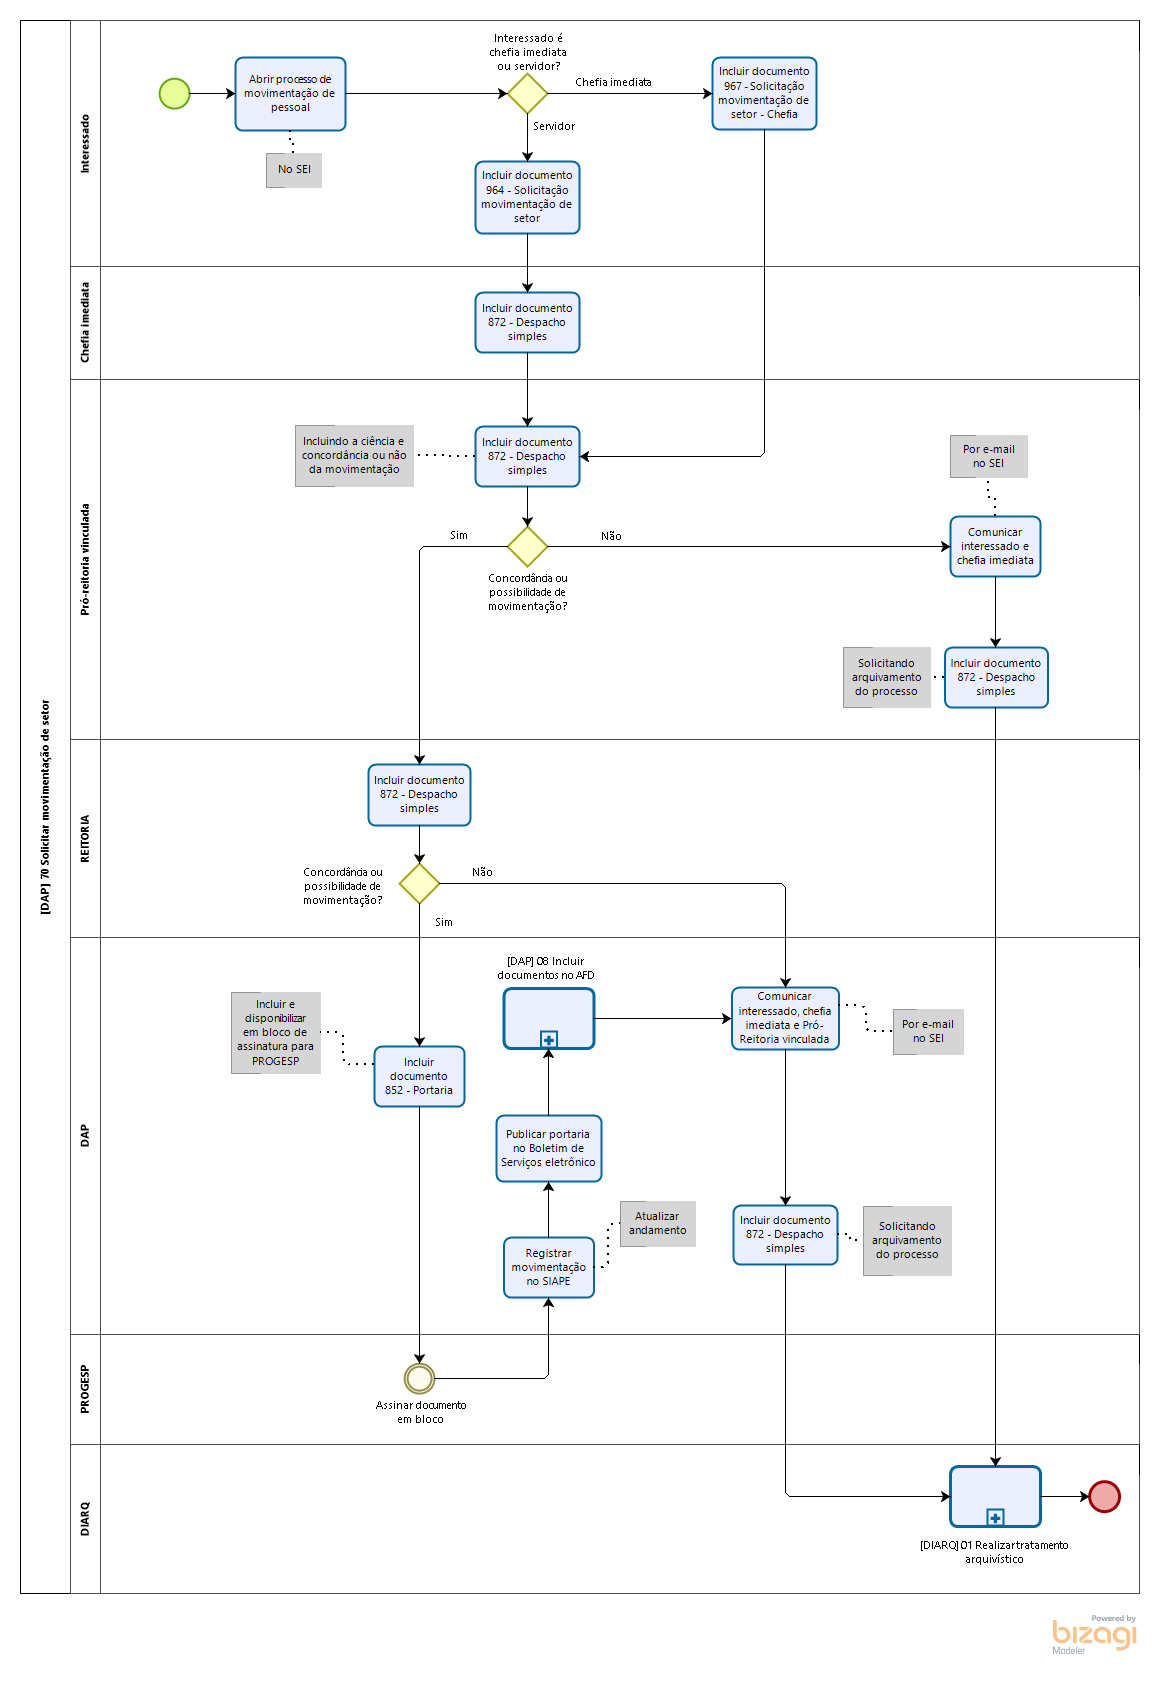 [DAP] 70 Solicitar movimentação de setor
Interessado
Interessado é
chefia imediata
ou servidor?
Abrir processo de
movimentação de
pessoal
Chefia imediata
Incluir documento
967 - Solicitação
movimentação de
setor - Chefia
Servidor
No SEI
Incluir documento
964 - Solicitação
movimentação de
setor
Chefia imediata
Incluir documento
872 - Despacho
simples
Pró-reitoria vinculada
Incluindo a ciência e
concordância ou não
da movimentação
Incluir documento
872 - Despacho
simples
Por e-mail
no SEI
Sim
Não
Comunicar
interessado e
chefia imediata
Concordância ou
possibilidade de
movimentação?
Solicitando
arquivamento
do processo
Incluir documento
872 - Despacho
simples
REITORIA
Incluir documento
872 - Despacho
simples
Concordância ou
possibilidade de
movimentação?
Não
Sim
DAP
[DAP] 08 Incluir
documentos no AFD
Incluir e
disponibilizar
em bloco de
assinatura para
PROGESP
Comunicar
interessado, chefia
imediata e Pró-
Reitoria vinculada
Por e-mail
no SEI
Incluir
documento
852 - Portaria
Publicar portaria
no Boletim de
Serviços eletrônico
Atualizar
andamento
Registrar
movimentação
no SIAPE
Incluir documento
872 - Despacho
simples
Solicitando
arquivamento
do processo
PROGESP
Assinar documento
em bloco
DIARQ
[DIARQ] 01 Realizar tratamento
arquivístico
Powered by
bizagi
Modeler